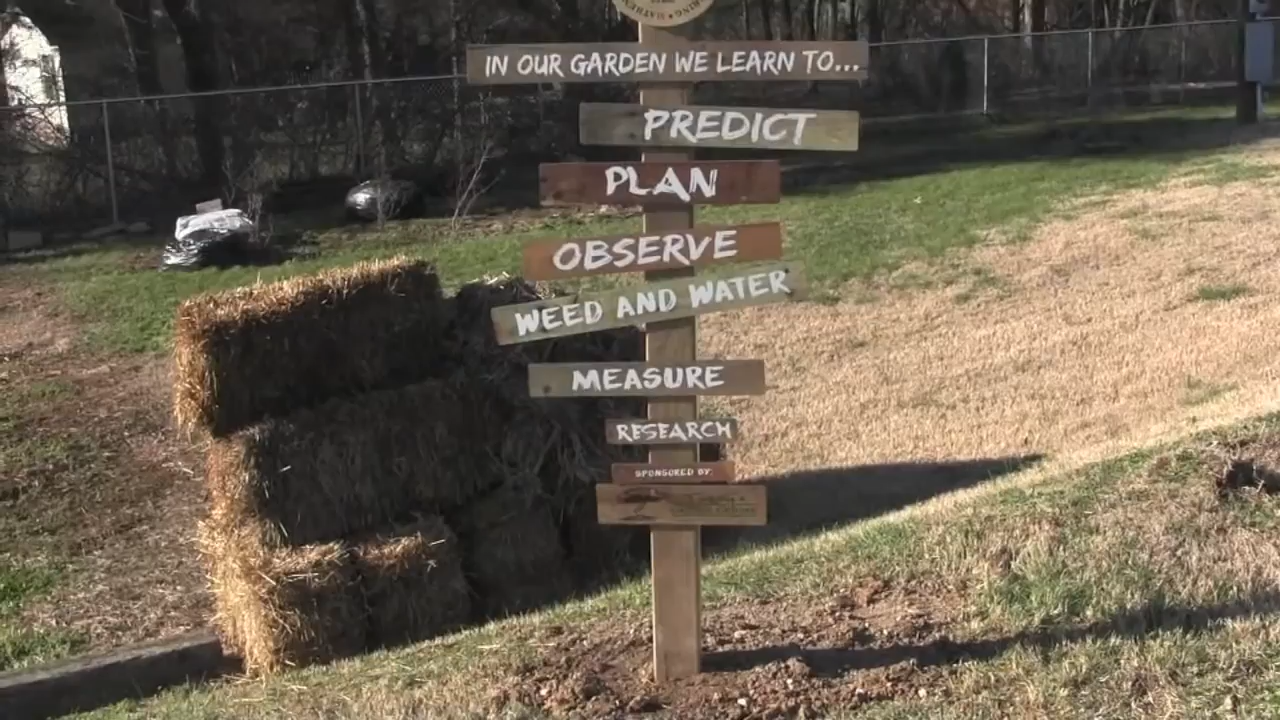 IN OUR GARDEN WE LEARN TO...
PREDICT
PLAN
OBSERVE
WEED AND WATER
MEASURE
RESEARCH
SPONSORED BY: